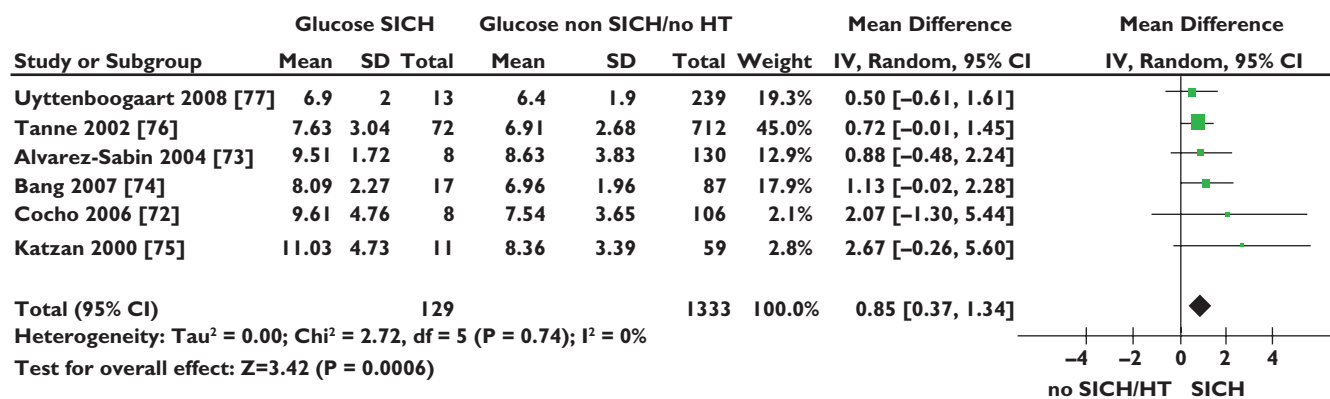 Glucose SICH Glucose non SICH/no HT Mean Difference Mean Difference
Study or Subgroup Mean SD Total Mean SD Total Weight IV, Random, 95% CI IV, Random, 95% CI
Uyttenboogaart 2008 [77] 6.9 2 13 6.4 1.9 239 19.3% 0.50 [–0.61, 1.61]
Tanne 2002 [76] 7.63 3.04 72 6.91 2.68 712 45.0% 0.72 [–0.01, 1.45]
Alvarez-Sabin 2004 [73] 9.51 1.72 8 8.63 3.83 130 12.9% 0.88 [–0.48, 2.24]
Bang 2007 [74] 8.09 2.27 17 6.96 1.96 87 17.9% 1.13 [–0.02, 2.28]
Cocho 2006 [72] 9.61 4.76 8 7.54 3.65 106 2.1% 2.07 [–1.30, 5.44]
Katzan 2000 [75] 11.03 4.73 11 8.36 3.39 59 2.8% 2.67 [–0.26, 5.60]
Total (95% CI) 129 1333 100.0% 0.85 [0.37, 1.34]
Heterogeneity: Tau² = 0.00; Chi² = 2.72, df = 5 (P = 0.74); I² = 0%
Test for overall effect: Z=3.42 (P = 0.0006)
–4 –2 0 2 4
no SICH/HT SICH